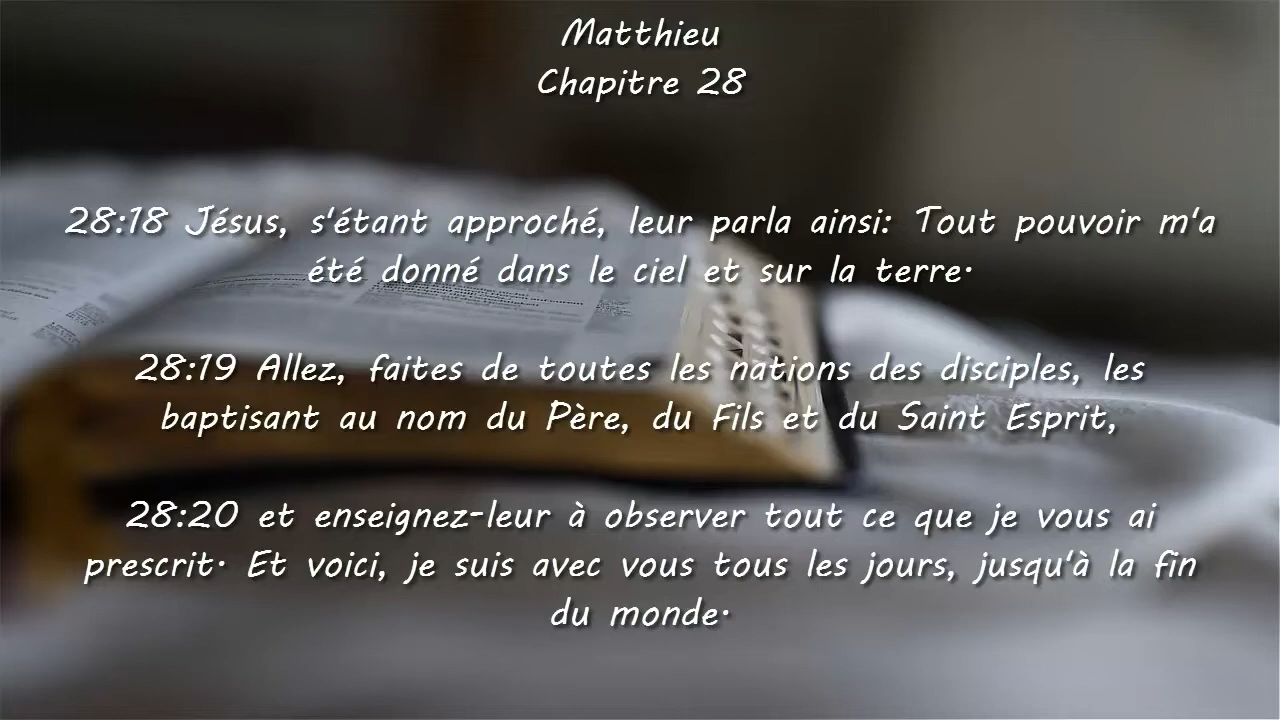 Matthieu
Chapitre 28
28:18 Jésus, s'étant approché, leur parla ainsi: Tout pouvoir m'a
été donné dans le ciel et sur la terre.
28:19 Allez, faites de toutes les nations des disciples, les
baptisant au nom du Père, du Fils et du Saint Esprit,
28:20 et enseignez-leur à observer tout ce que je vous ai
prescrit. Et voici, je suis avec vous tous les jours, jusqu'à la fin
du monde.